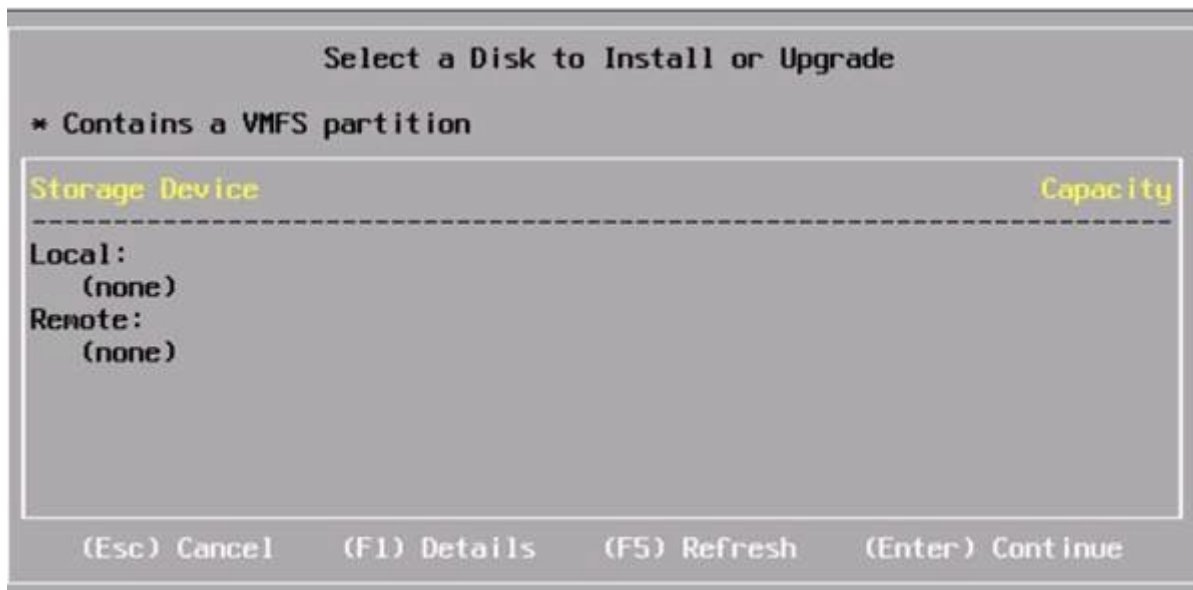 Select a Disk to Install or Upgrade
* Contains a VMFS partition
Storage Device Capacity
Local:
(none)
Remote:
(none)
(Esc) Cancel (F1) Details (F5) Refresh (Enter) Continue